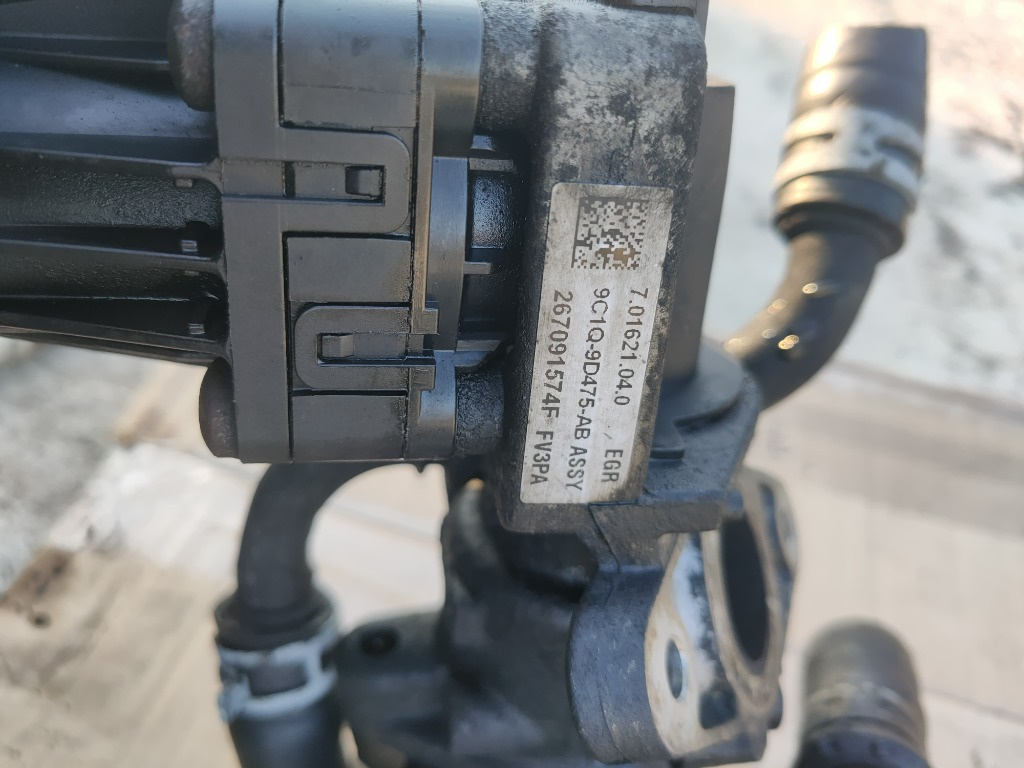 7.01621.04.0 , EGR
9C1Q-9D475-AB ASSY
267091574F FV3PA